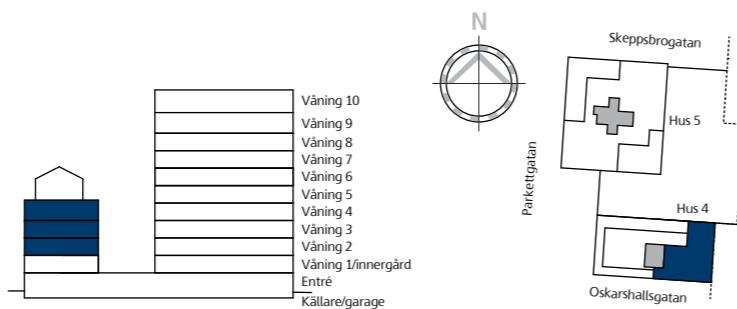 Våning 10
Våning 9
Våning 8
Våning 7
Våning 6
Våning 5
Våning 4
Våning 3
Våning 2
Våning 1/innergård
Entré
Källare/garage
N
Skeppsbrogatan
Hus 5
Parkettgatan
Hus 4
Oskarshallsgatan